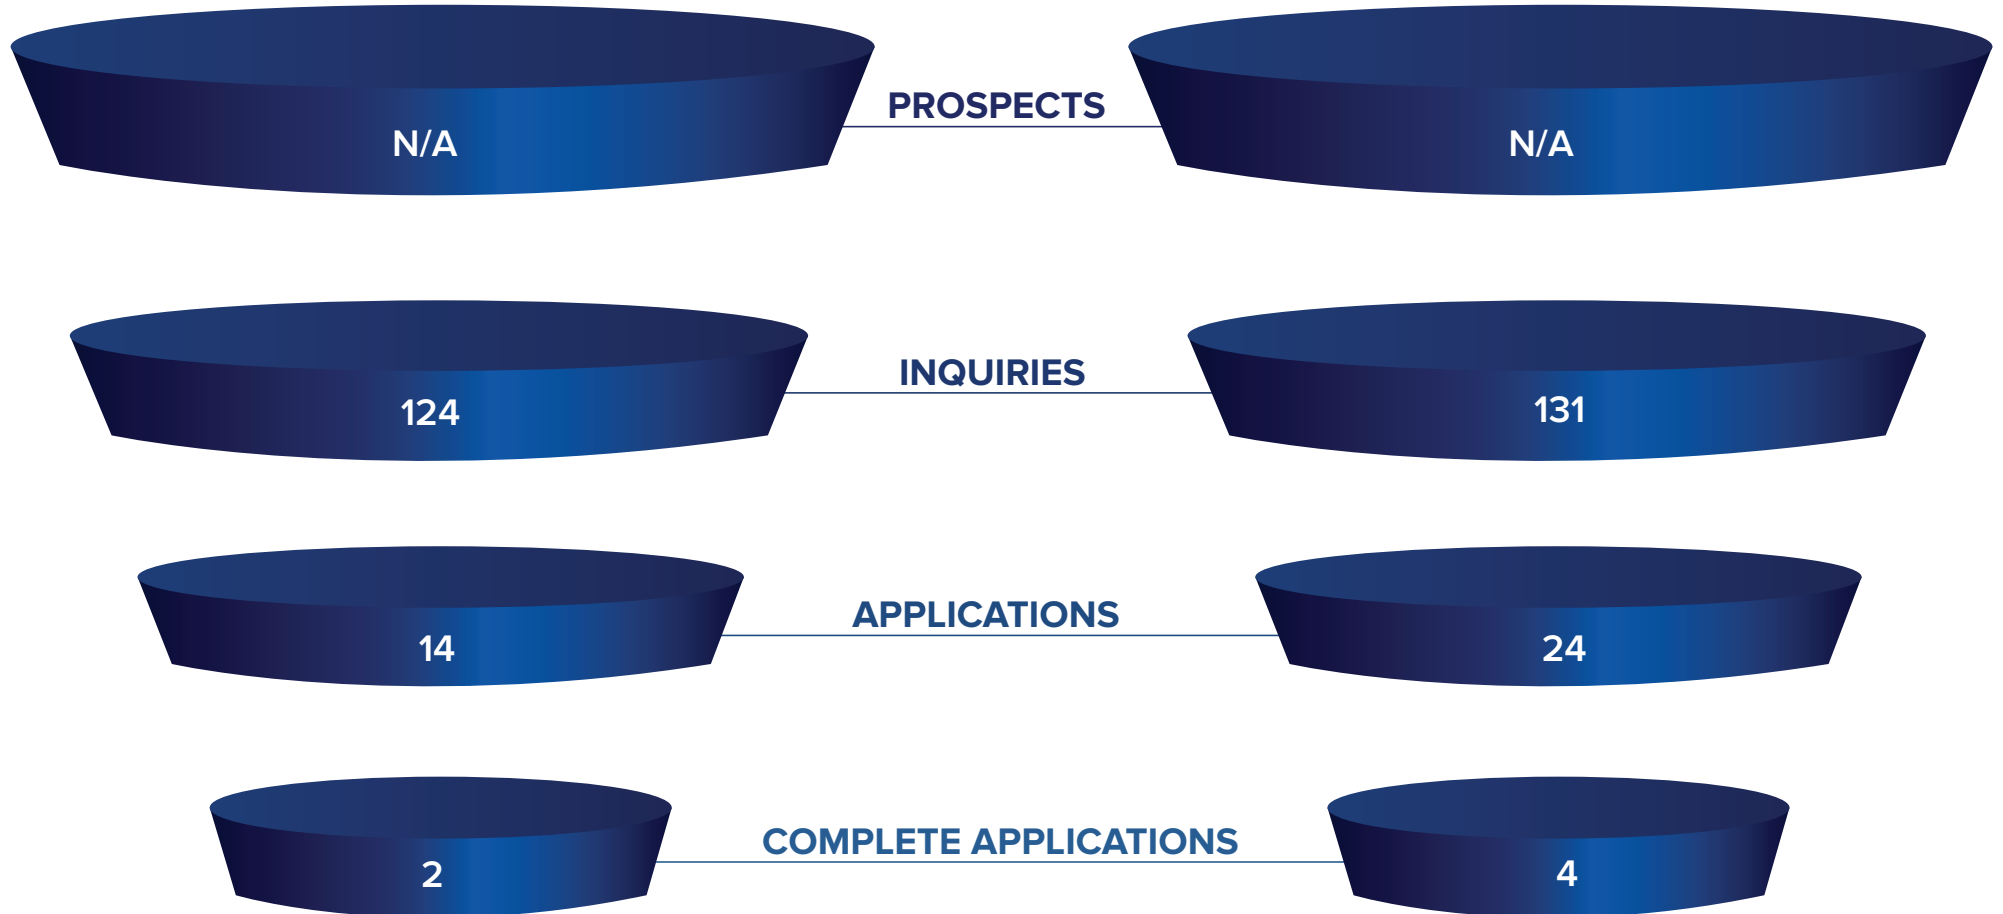 PROSPECTS
N/A
N/A
INQUIRIES
124
131
APPLICATIONS
14
24
COMPLETE APPLICATIONS
2
4